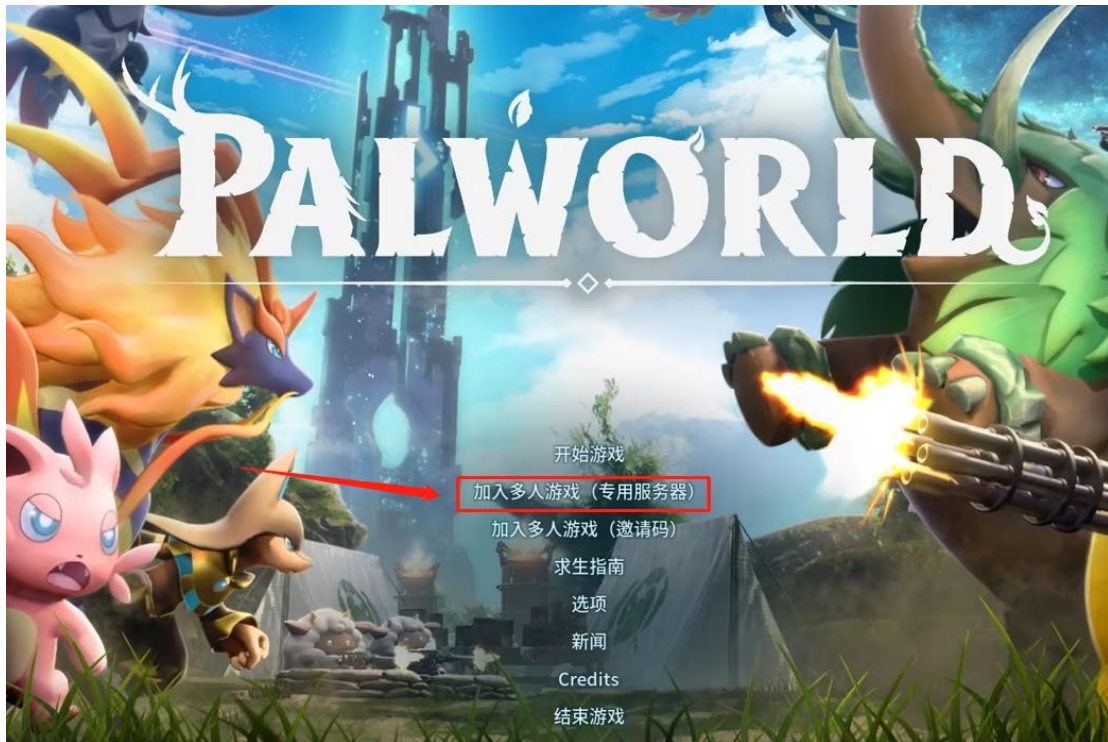 PALWORLD
开始游戏
加入多人游戏（专用服务器）
加入多人游戏（邀请码）
求生指南
选项
新闻
Credits
结束游戏